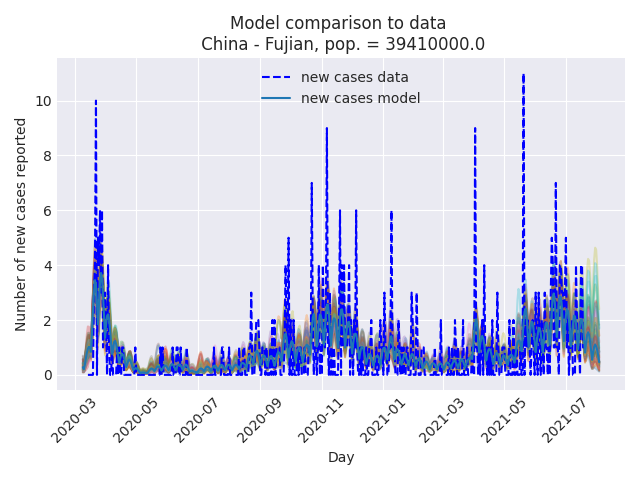 Model comparison to data
China - Fujian, pop. = 39410000.0
new cases data
new cases model
Number of new cases reported
10
8
6
4
2
0
2020-03
2020-05
2020-07
2020-09
2020-11
2021-01
2021-03
2021-05
2021-07
Day